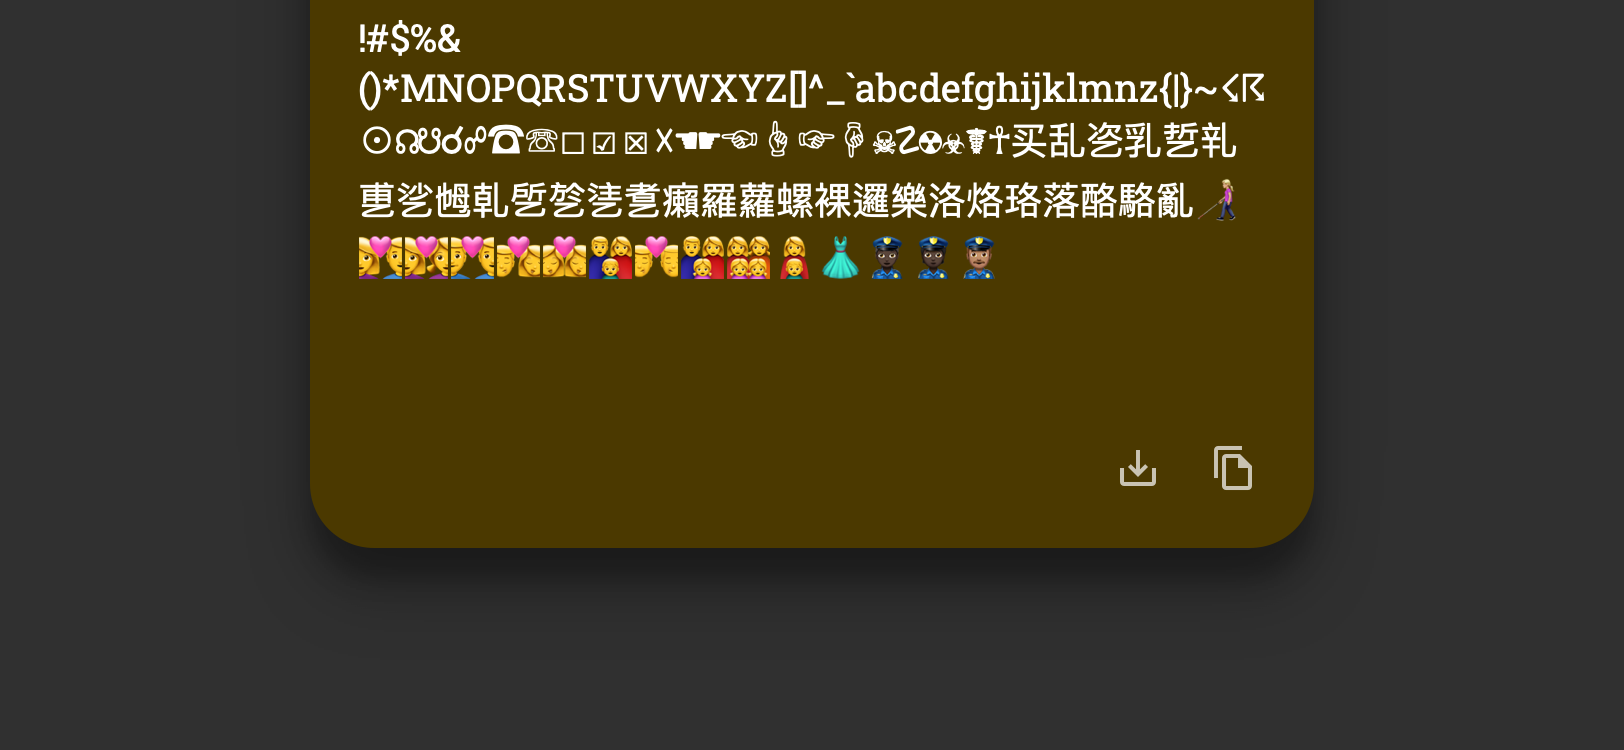 !#$%&
()*MNOPQRSTUVWXYZ[]^_`abcdefghijklmnz{|}~☇☈
☉☊☋☌☍☎☏☐☑☒☓☚☛☜☝☞☟☠☡☢☣☤☥买乱乲乳乴乵
乶乷乸乹乺乻乼乽癩羅蘿螺裸邏樂洛烙珞落酪駱亂👩🏼‍🦯
👩‍❤️‍👨👩‍❤️‍👩👨‍❤️‍👨👨‍❤️‍💋‍👩👩‍❤️‍💋‍👩👨‍👩‍👦👨‍❤️‍💋‍👨👨‍👩‍👧👩‍👩‍👧‍👧👩‍👦👗👮🏿👮🏿👮🏽